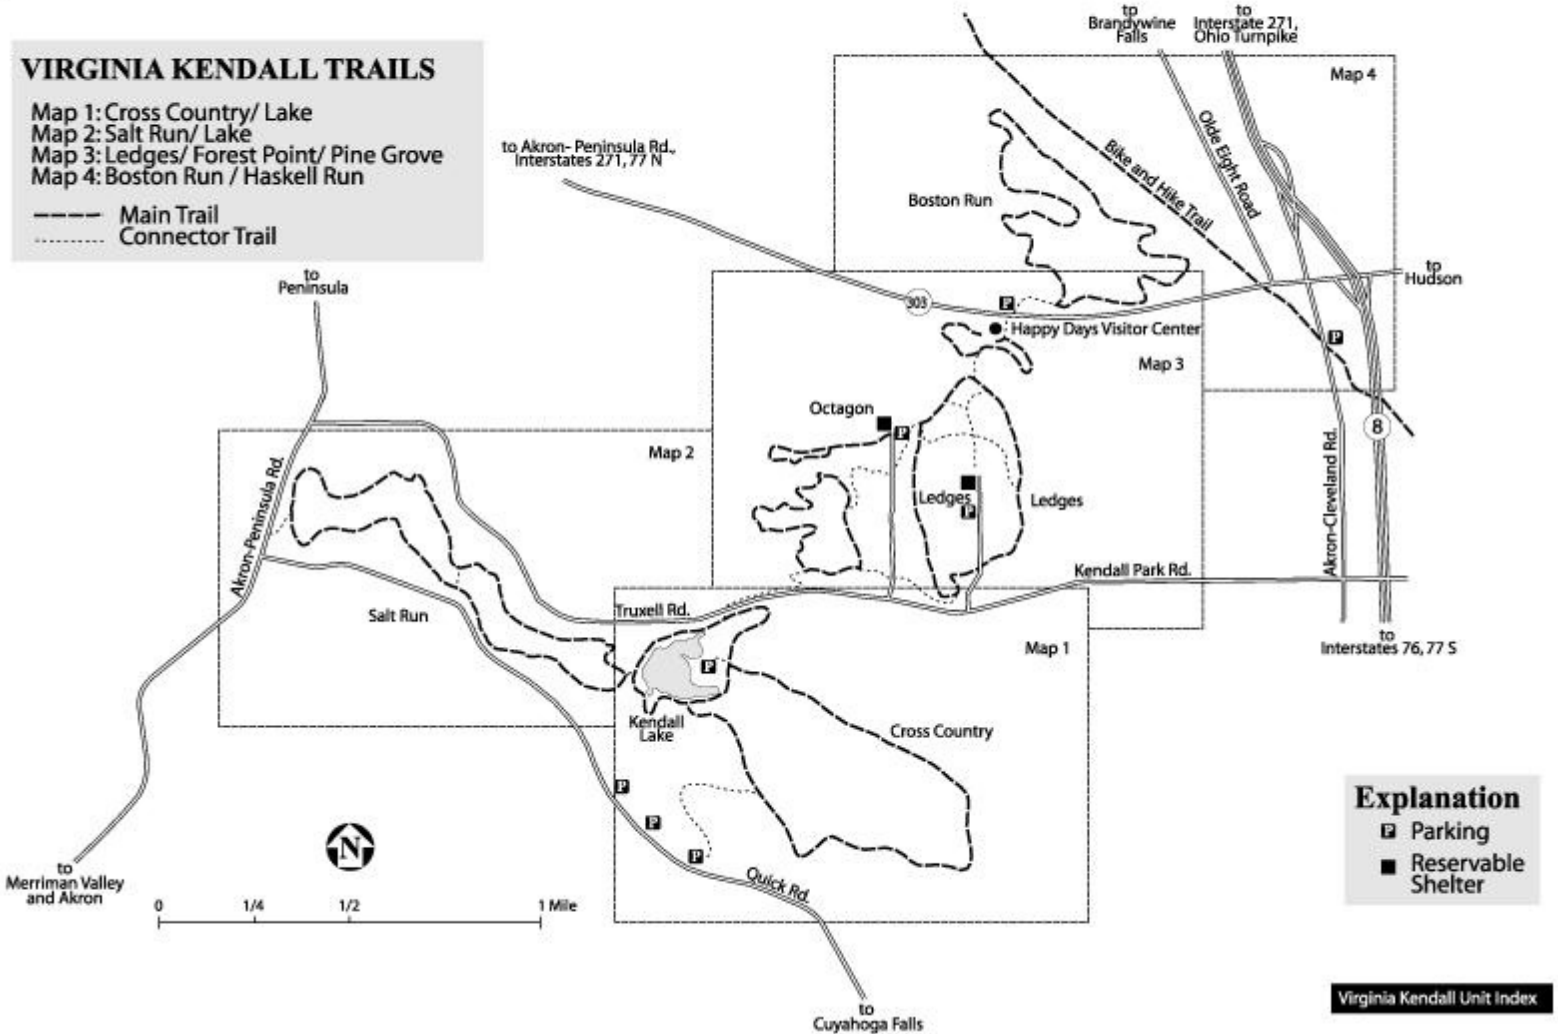 VIRGINIA KENDALL TRAILS
Map 1: Cross Country/ Lake
Map 2: Salt Run/ Lake
Map 3: Ledges/ Forest Point/ Pine Grove
Map 4: Boston Run / Haskell Run
Main Trail
Connector Trail
to
Brandywine
Falls
to
Interstate 271,
Ohio Turnpike
Map 4
to Akron- Peninsula Rd.,
Interstates 271, 77 N
Olde Eight Road
Bike and Hike Trail
Boston Run
to
Hudson
to
Peninsula
303
P
Happy Days Visitor Center
P
Map 3
Octagon
P
8
Map 2
Akron-Peninsula Rd.
Ledges
P
Ledges
Akron-Cleveland Rd.
Kendall Park Rd.
Salt Run
Truxell Rd.
Map 1
to
Interstates 76, 77 S
P
Kendall
Lake
Cross Country
P
P
P
Quick Rd.
N
to
Merriman Valley
and Akron
0 1/4 1/2 1 Mile
to
Cuyahoga Falls
Explanation
P Parking
Reservable
Shelter
Virginia Kendall Unit Index